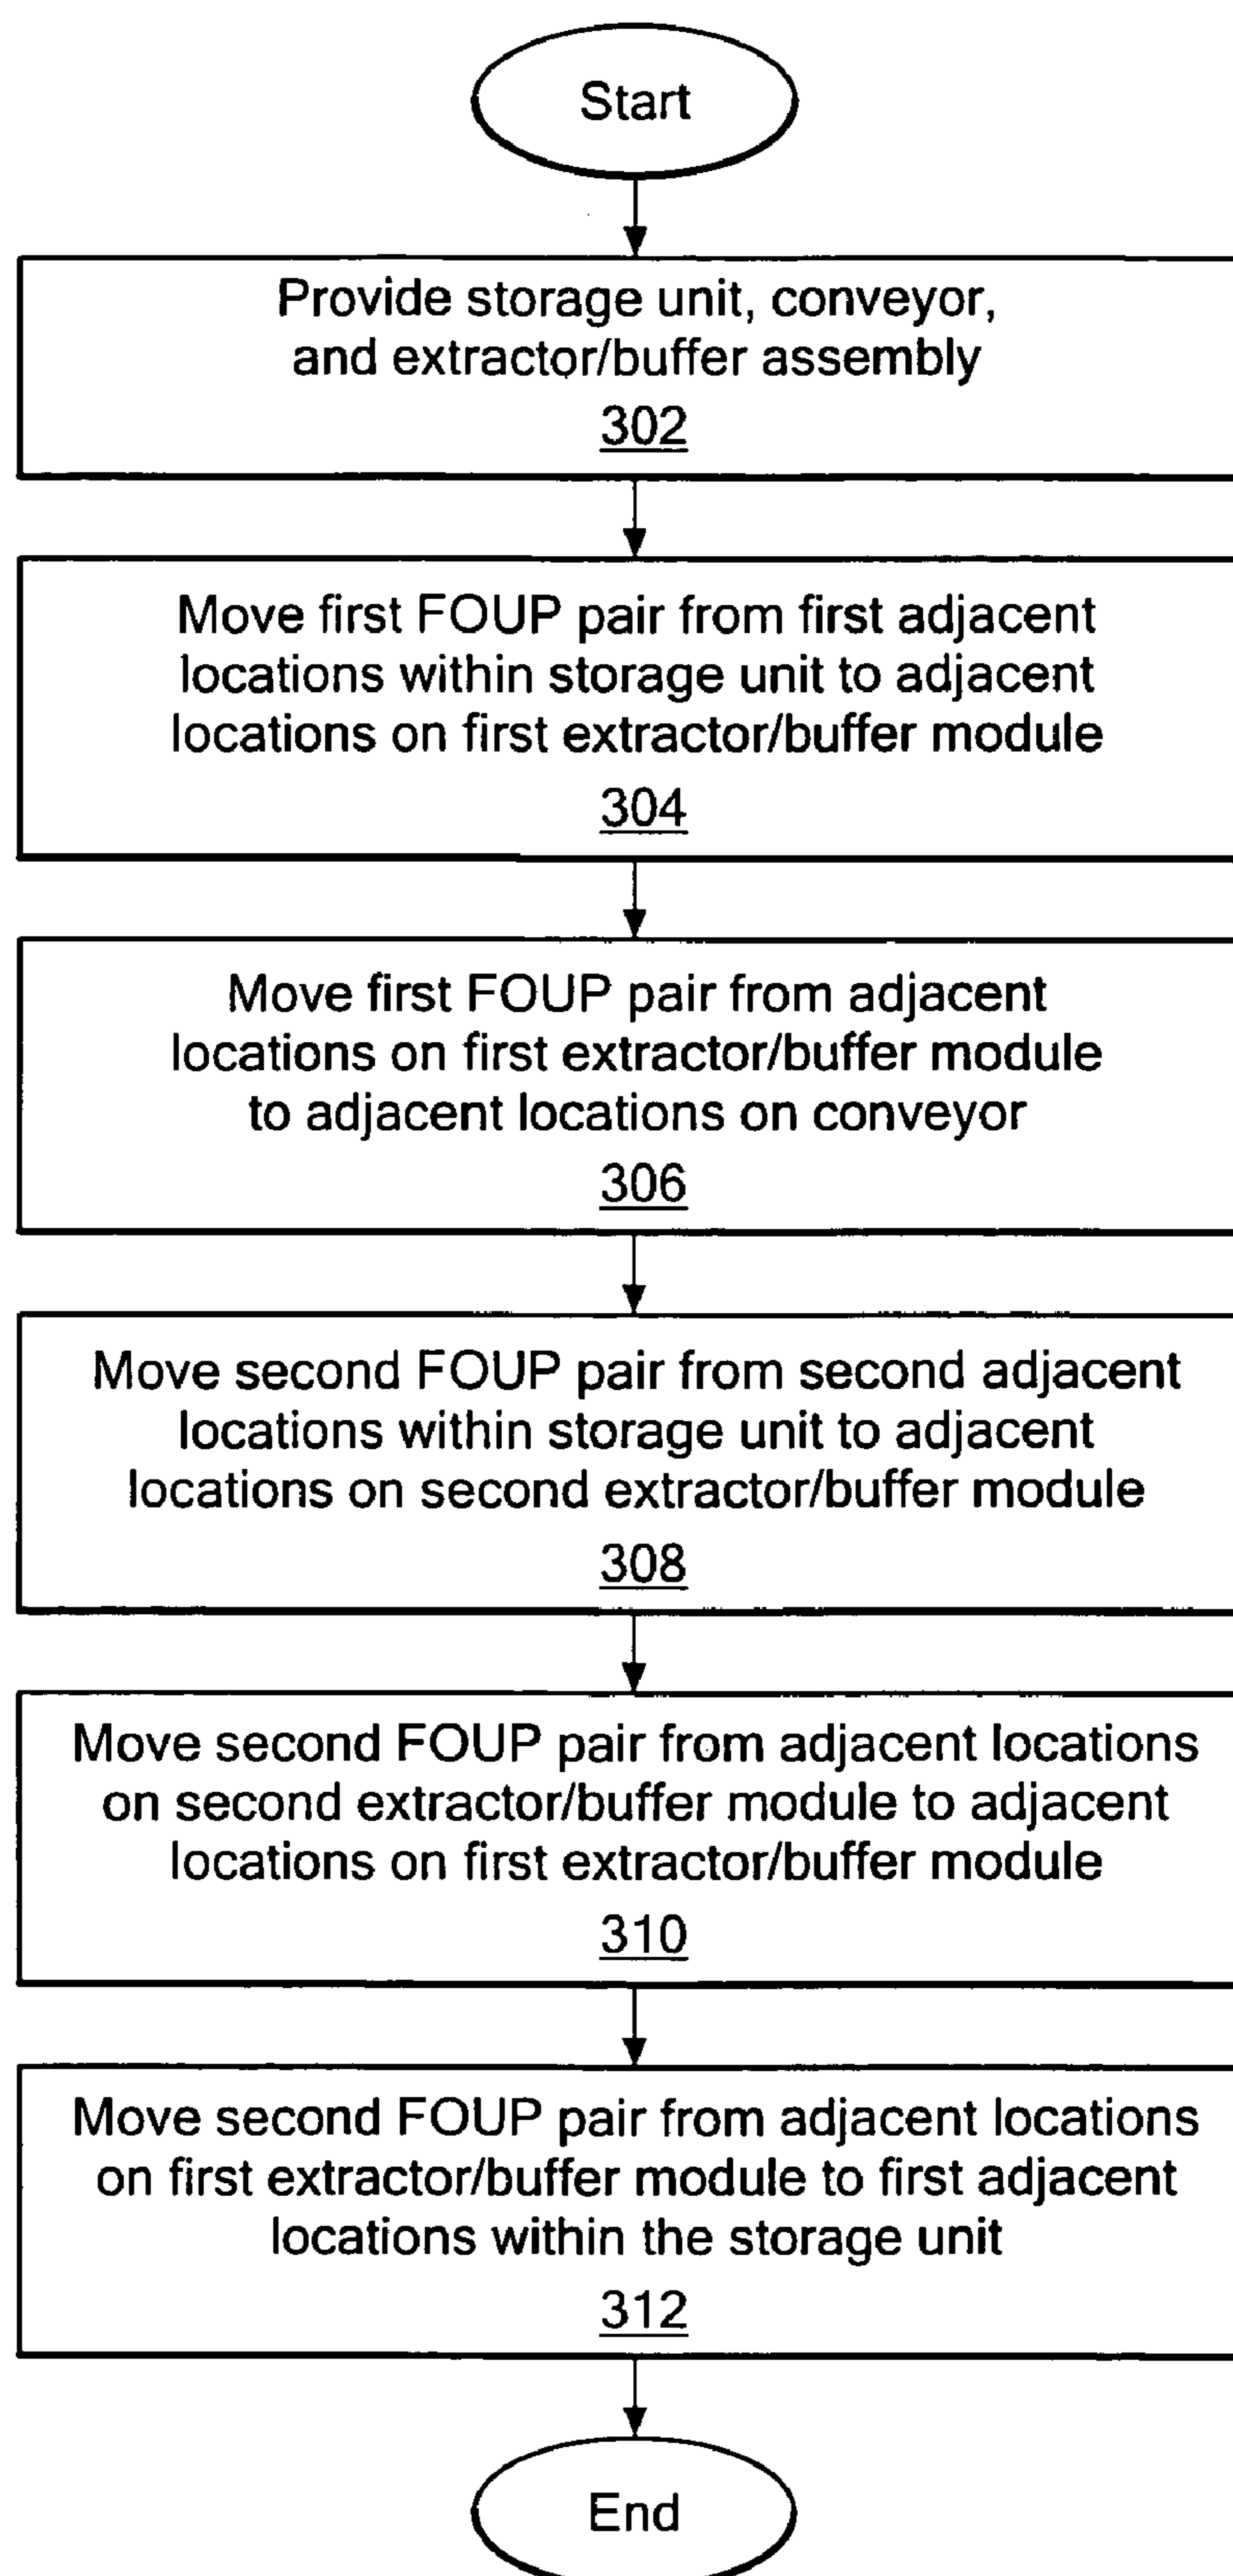 Start
Provide storage unit, conveyor,
and extractor/buffer assembly
302
Move first FOUP pair from first adjacent
locations within storage unit to adjacent
locations on first extractor/buffer module
304
Move first FOUP pair from adjacent
locations on first extractor/buffer module
to adjacent locations on conveyor
306
Move second FOUP pair from second adjacent
locations within storage unit to adjacent
locations on second extractor/buffer module
308
Move second FOUP pair from adjacent locations
on second extractor/buffer module to adjacent
locations on first extractor/buffer module
310
Move second FOUP pair from adjacent locations
on first extractor/buffer module to first adjacent
locations within the storage unit
312
End